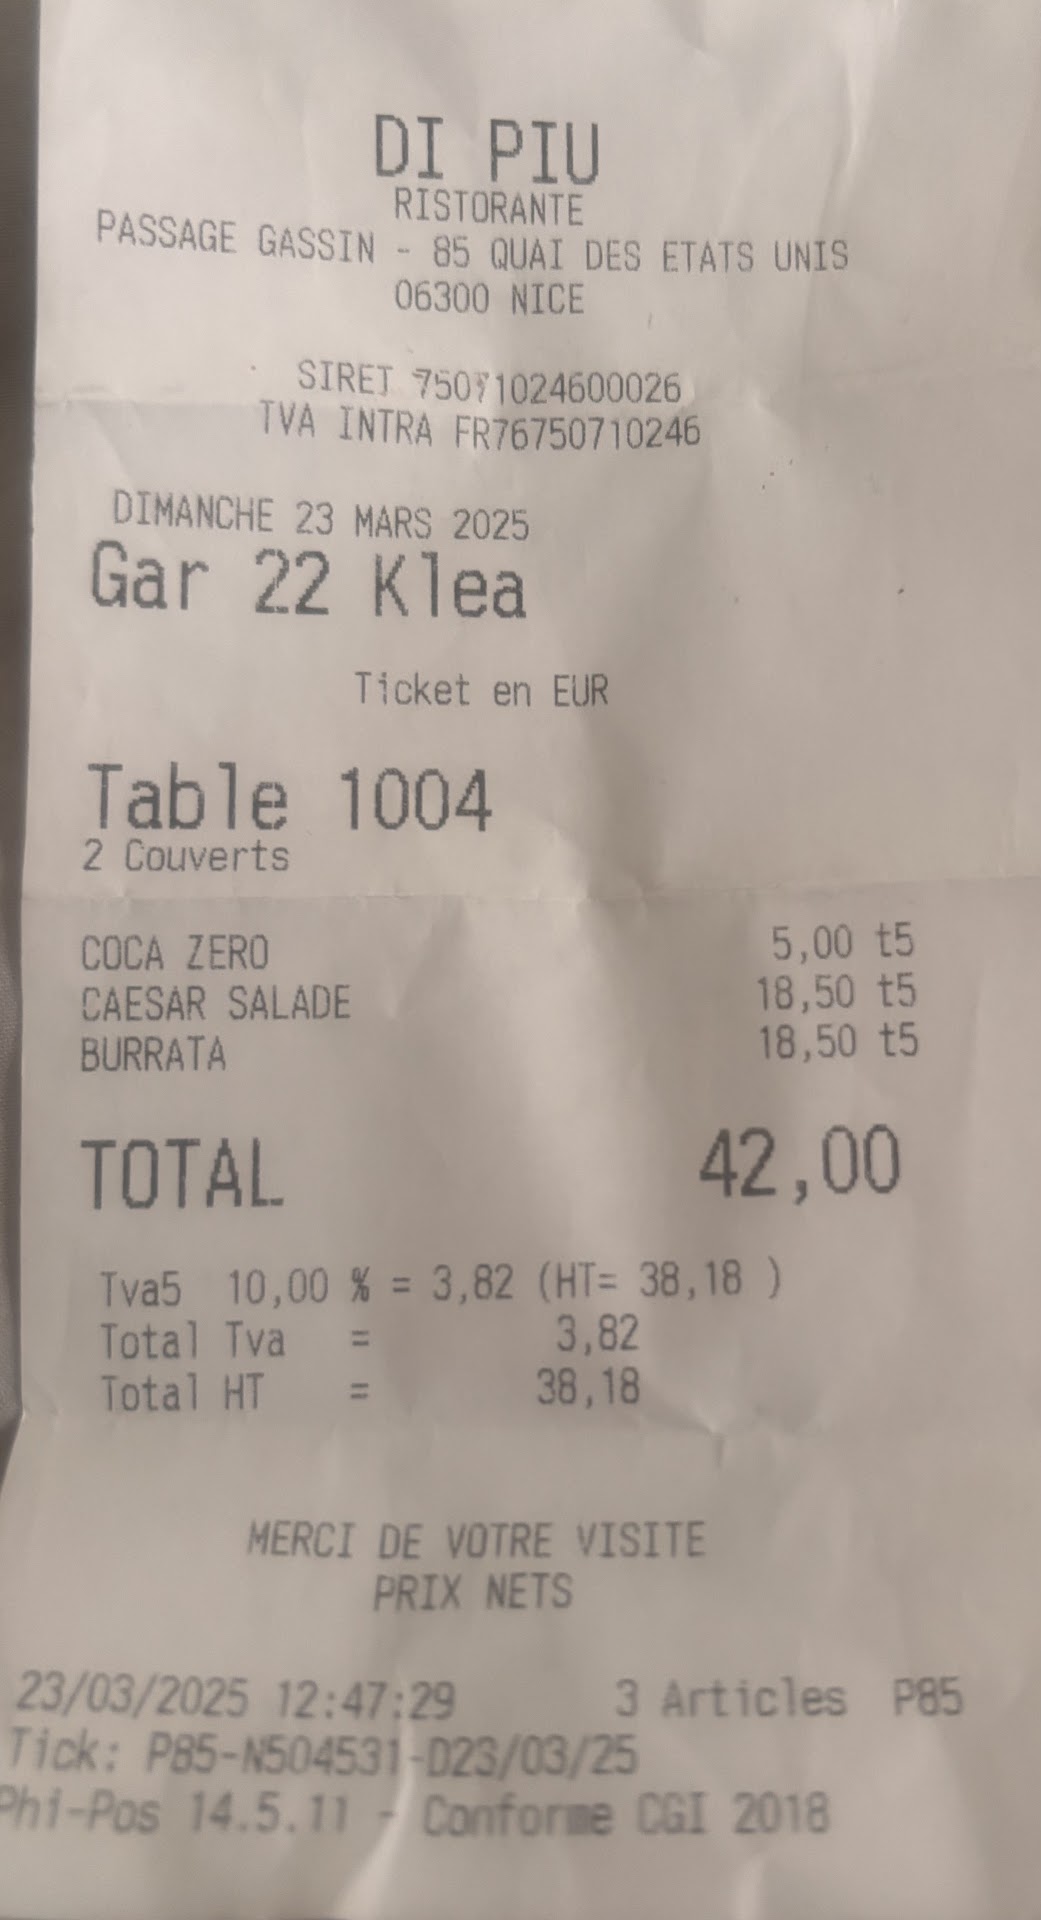 DI PIU
RISTORANTE
PASSAGE GASSIN - 85 QUAI DES ETATS UNIS
06300 NICE
SIRET 75071024600026
TVA INTRA FR76750710246
DIMANCHE 23 MARS 2025
Gar 22 Klea
Ticket en EUR
Table 1004
2 Couverts
COCA ZERO 5,00 t5
CAESAR SALADE 18,50 t5
BURRATA 18,50 t5
TOTAL 42,00
Tva5 10,00 % = 3,82 (HT= 38,18 )
Total Tva = 3,82
Total HT = 38,18
MERCI DE VOTRE VISITE
PRIX NETS
23/03/2025 12:47:29 3 Articles P85
Tick: P85-N504531-D23/03/25
Phi-Pos 14.5.11 - Conforme CGI 2018